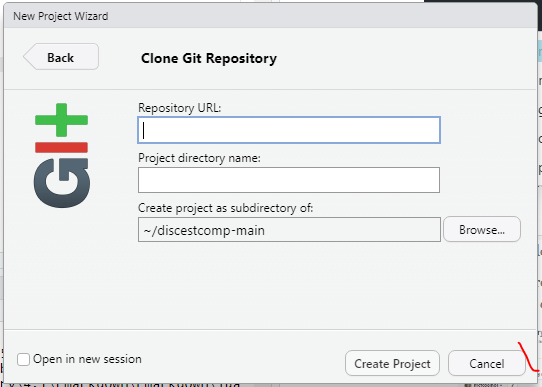 New Project Wizard
Back
Clone Git Repository
GIT
Repository URL:
Project directory name:
Create project as subdirectory of:
~/discestcomp-main
Browse...
Open in new session
Create Project
Cancel